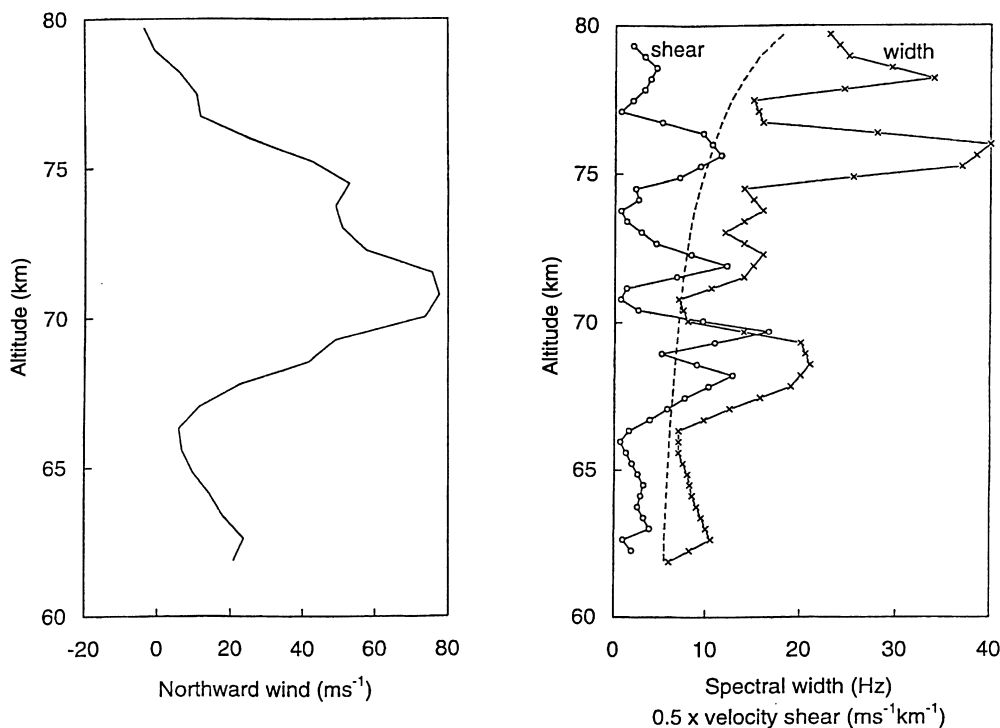 80
75
70
65
60
Altitude (km)
-20 0 20 40 60 80
Northward wind (ms⁻¹)
80
75
70
65
60
Altitude (km)
shear
width
0 10 20 30 40
Spectral width (Hz)
0.5 x velocity shear (ms⁻¹km⁻¹)